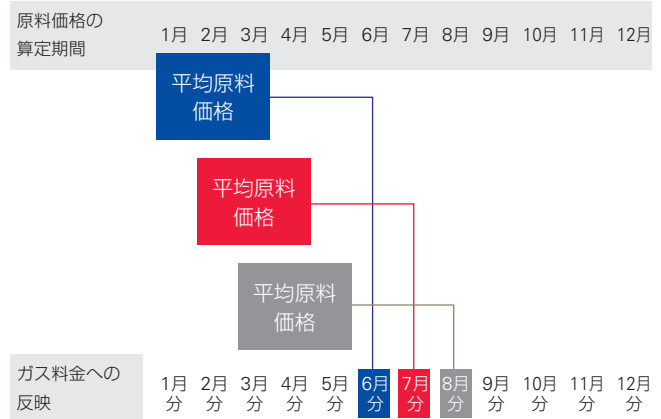 原料価格の
算定期間
1月 2月 3月 4月 5月 6月 7月 8月 9月 10月 11月 12月
平均原料
価格
平均原料
価格
平均原料
価格
ガス料金への
反映
1月 2月 3月 4月 5月 6月 7月 8月 9月 10月 11月 12月
分 分 分 分 分 分 分 分 分 分 分 分